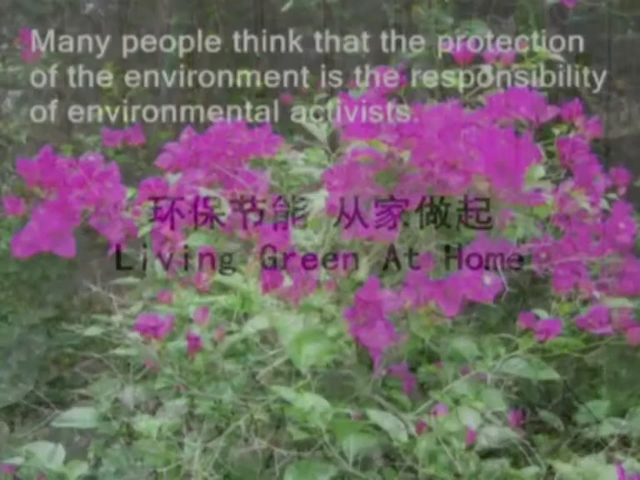 Many people think that the protection
of the environment is the responsibility
of environmental activists.
环保节能 从家做起
Living Green At Home